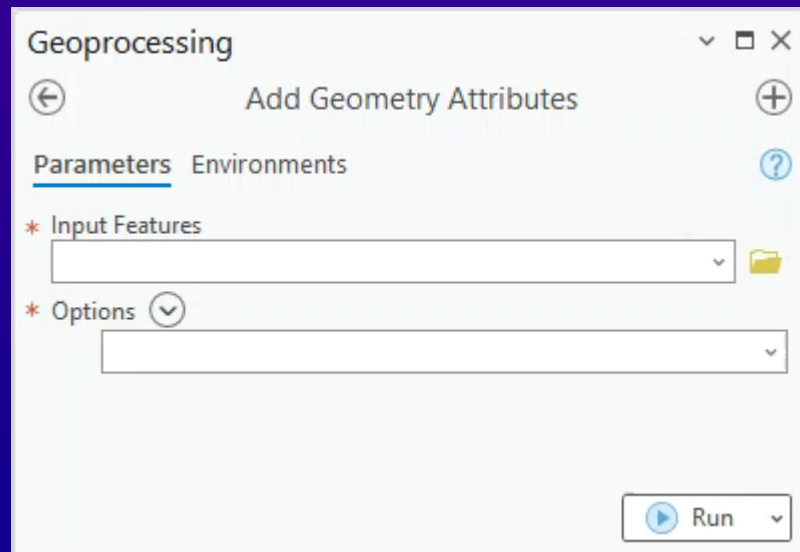 Geoprocessing
Add Geometry Attributes
Parameters Environments
* Input Features
* Options
Run